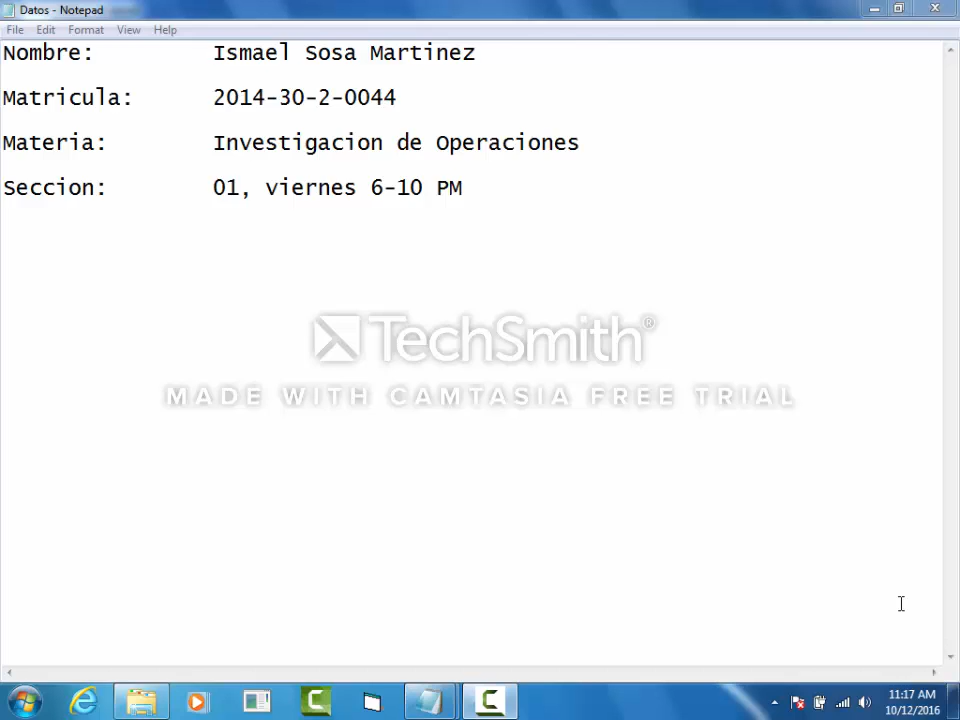 Datos - Notepad
File Edit Format View Help
Nombre: Ismael Sosa Martinez
Matricula: 2014-30-2-0044
Materia: Investigacion de Operaciones
Seccion: 01, viernes 6-10 PM
TechSmith®
MADE WITH CAMTASIA FREE TRIAL
11:17 AM
10/12/2016